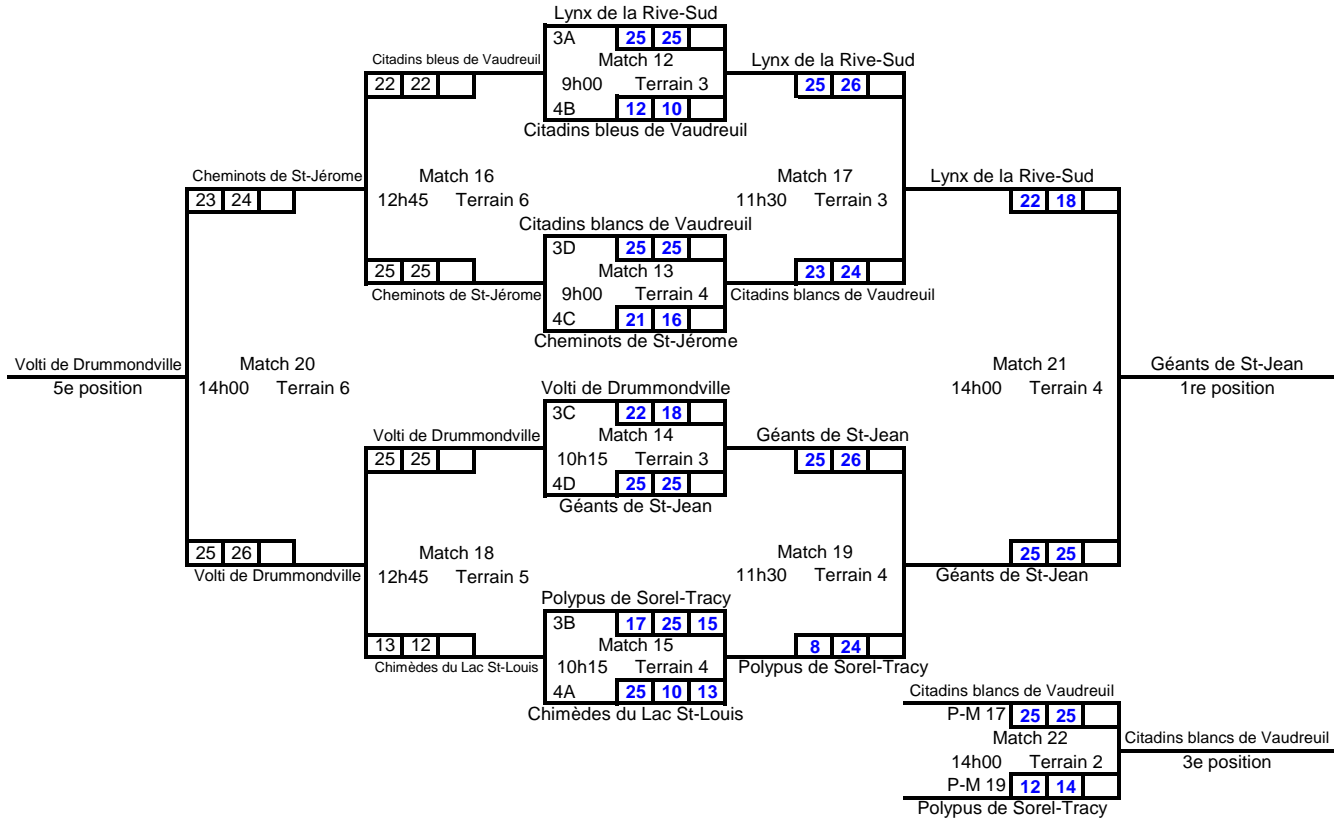 Lynx de la Rive-Sud
3A 25 25
Citadins bleus de Vaudreuil Match 12 Lynx de la Rive-Sud
22 22 9h00 Terrain 3 25 26
4B 12 10
Citadins bleus de Vaudreuil
Cheminots de St-Jérome Match 16 Match 17 Lynx de la Rive-Sud
23 24 12h45 Terrain 6 11h30 Terrain 3 22 18
Citadins blancs de Vaudreuil
3D 25 25
25 25 Match 13 23 24
Cheminots de St-Jérome 9h00 Terrain 4 Citadins blancs de Vaudreuil
4C 21 16
Cheminots de St-Jérome
Volti de Drummondville Match 20 Match 21 Géants de St-Jean
5e position 14h00 Terrain 6 Volti de Drummondville 14h00 Terrain 4 1re position
3C 22 18
Volti de Drummondville Match 14 Géants de St-Jean
25 25 10h15 Terrain 3 25 26
4D 25 25
Géants de St-Jean
25 26 Match 18 Match 19 25 25
Volti de Drummondville 12h45 Terrain 5 11h30 Terrain 4 Géants de St-Jean
Polypus de Sorel-Tracy
3B 17 25 15
13 12 Match 15 8 24
Chimèdes du Lac St-Louis 10h15 Terrain 4 Polypus de Sorel-Tracy
4A 25 10 13 Citadins blancs de Vaudreuil
Chimèdes du Lac St-Louis P-M 17 25 25
Match 22 Citadins blancs de Vaudreuil
14h00 Terrain 2 3e position
P-M 19 12 14
Polypus de Sorel-Tracy